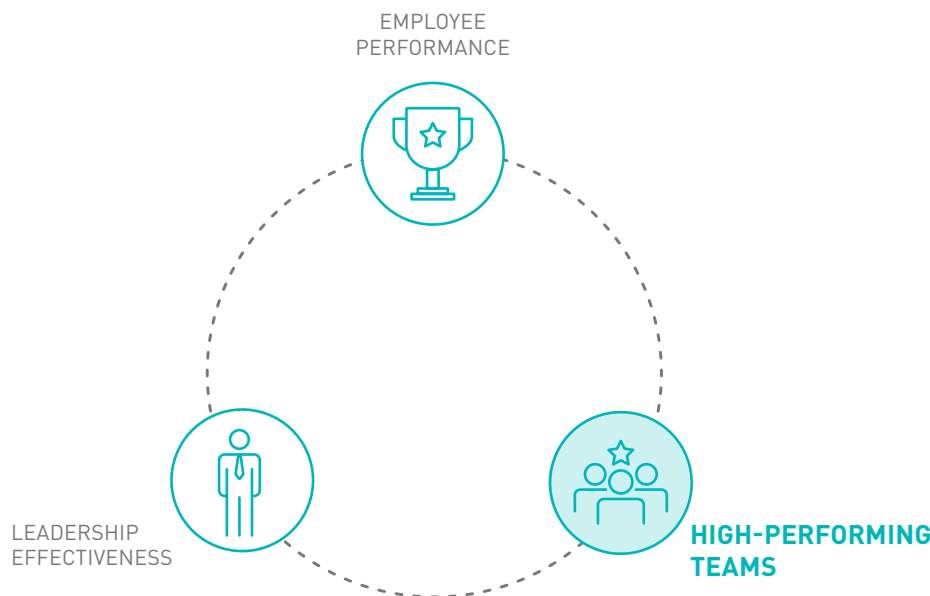 EMPLOYEE
PERFORMANCE
LEADERSHIP
EFFECTIVENESS
HIGH-PERFORMING
TEAMS